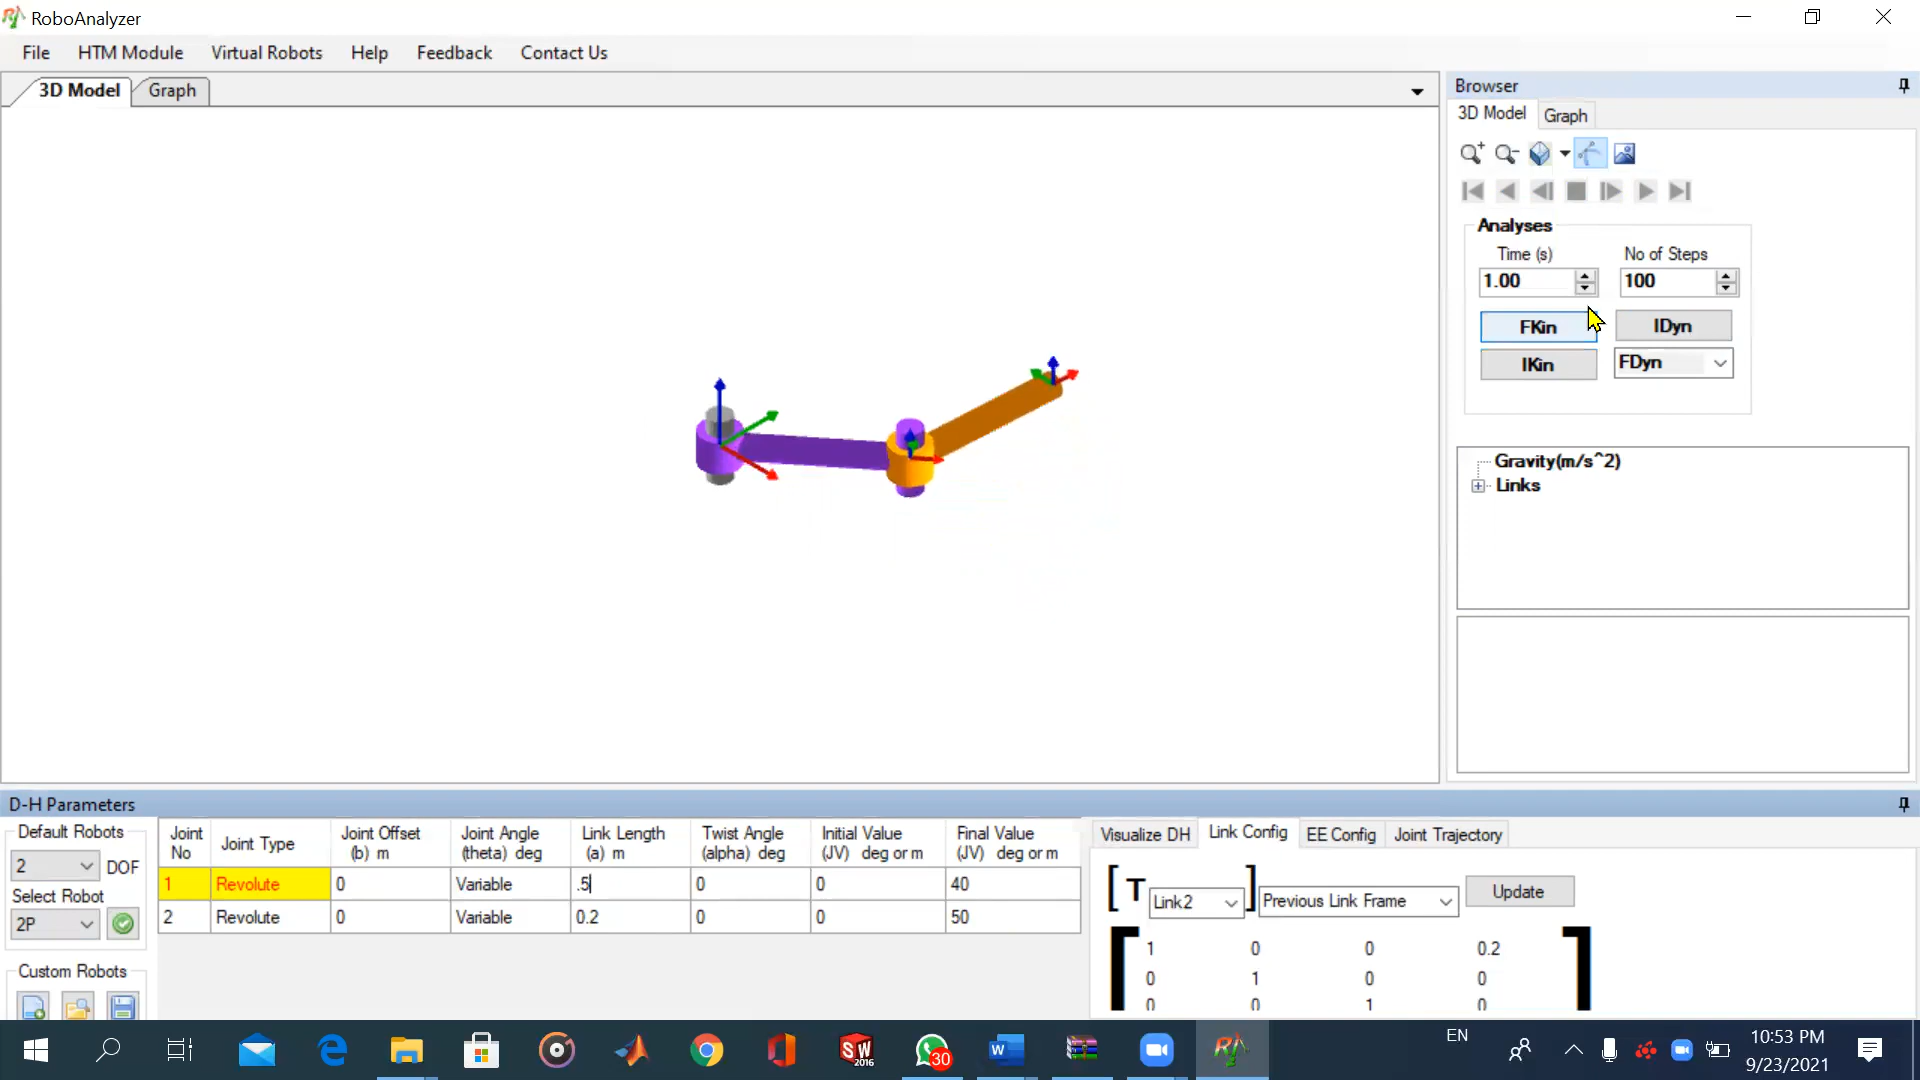 RoboAnalyzer
File HTM Module Virtual Robots Help Feedback Contact Us
3D Model Graph
Browser
3D Model Graph
Analyses
Time (s) No of Steps
1.00 100
FKin IDyn
IKin FDyn
Gravity(m/s^2)
Links
D-H Parameters
Default Robots
2 DOF
Select Robot
2P
Custom Robots
Joint No Joint Type Joint Offset (b) m Joint Angle (theta) deg Link Length (a) m Twist Angle (alpha) deg Initial Value (JV) deg or m Final Value (JV) deg or m
1 Revolute 0 Variable .5 0 0 40
2 Revolute 0 Variable 0.2 0 0 50
Visualize DH Link Config EE Config Joint Trajectory
T Link2 Previous Link Frame Update
1 0 0 0.2
0 1 0 0
0 0 1 0
SW 2016
30
W
EN
10:53 PM
9/23/2021